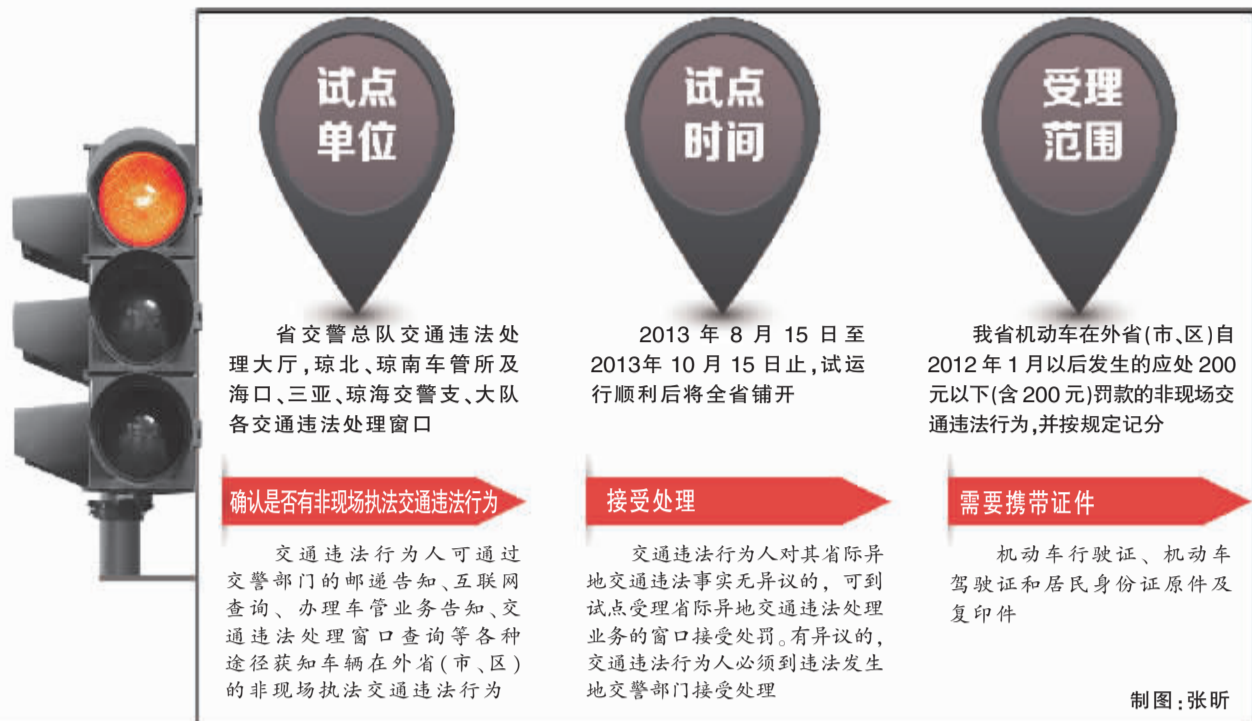 试点
单位
省交警总队交通违法处
理大厅,琼北、琼南车管所及
海口、三亚、琼海交警支、大队
各交通违法处理窗口
试点
时间
2013 年 8 月 15 日至
2013年 10 月 15 日止,试运
行顺利后将全省铺开
受理
范围
我省机动车在外省(市、区)自
2012 年 1 月以后发生的应处 200
元以下(含 200 元)罚款的非现场交
通违法行为,并按规定记分
确认是否有非现场执法交通违法行为
交通违法行为人可通过
交警部门的邮递告知、互联网
查询、办理车管业务告知、交
通违法处理窗口查询等各种
途径获知车辆在外省(市、区)
的非现场执法交通违法行为
接受处理
交通违法行为人对其省际异
地交通违法事实无异议的，可到
试点受理省际异地交通违法处理
业务的窗口接受处罚。有异议的，
交通违法行为人必须到违法发生
地交警部门接受处理
需要携带证件
机动车行驶证、机动车
驾驶证和居民身份证原件及
复印件
制图:张昕